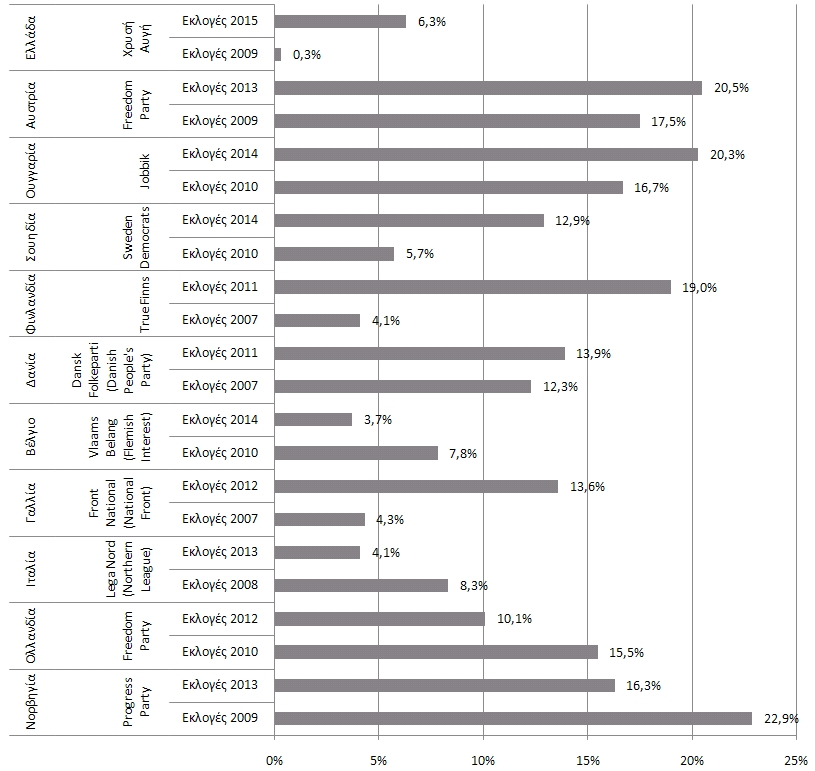 Ελλάδα
Χρυσή
Αυγή
Εκλογές 2015
6,3%
Εκλογές 2009
0,3%
Αυστρία
Freedom
Party
Εκλογές 2013
20,5%
Εκλογές 2009
17,5%
Ουγγαρία
Jobbik
Εκλογές 2014
20,3%
Εκλογές 2010
16,7%
Σουηδία
Sweden
Democrats
Εκλογές 2014
12,9%
Εκλογές 2010
5,7%
Φινλανδία
True Finns
Εκλογές 2011
19,0%
Εκλογές 2007
4,1%
Δανία
Dansk
Folkeparti
(Danish
People's
Party)
Εκλογές 2011
13,9%
Εκλογές 2007
12,3%
Βέλγιο
Vlaams
Belang
(Flemish
Interest)
Εκλογές 2014
3,7%
Εκλογές 2010
7,8%
Γαλλία
Front
National
(National
Front)
Εκλογές 2012
13,6%
Εκλογές 2007
4,3%
Ιταλία
Lega Nord
(Northern
League)
Εκλογές 2013
4,1%
Εκλογές 2008
8,3%
Ολλανδία
Freedom
Party
Εκλογές 2012
10,1%
Εκλογές 2010
15,5%
Νορβηγία
Progress
Party
Εκλογές 2013
16,3%
Εκλογές 2009
22,9%
0% 5% 10% 15% 20% 25%